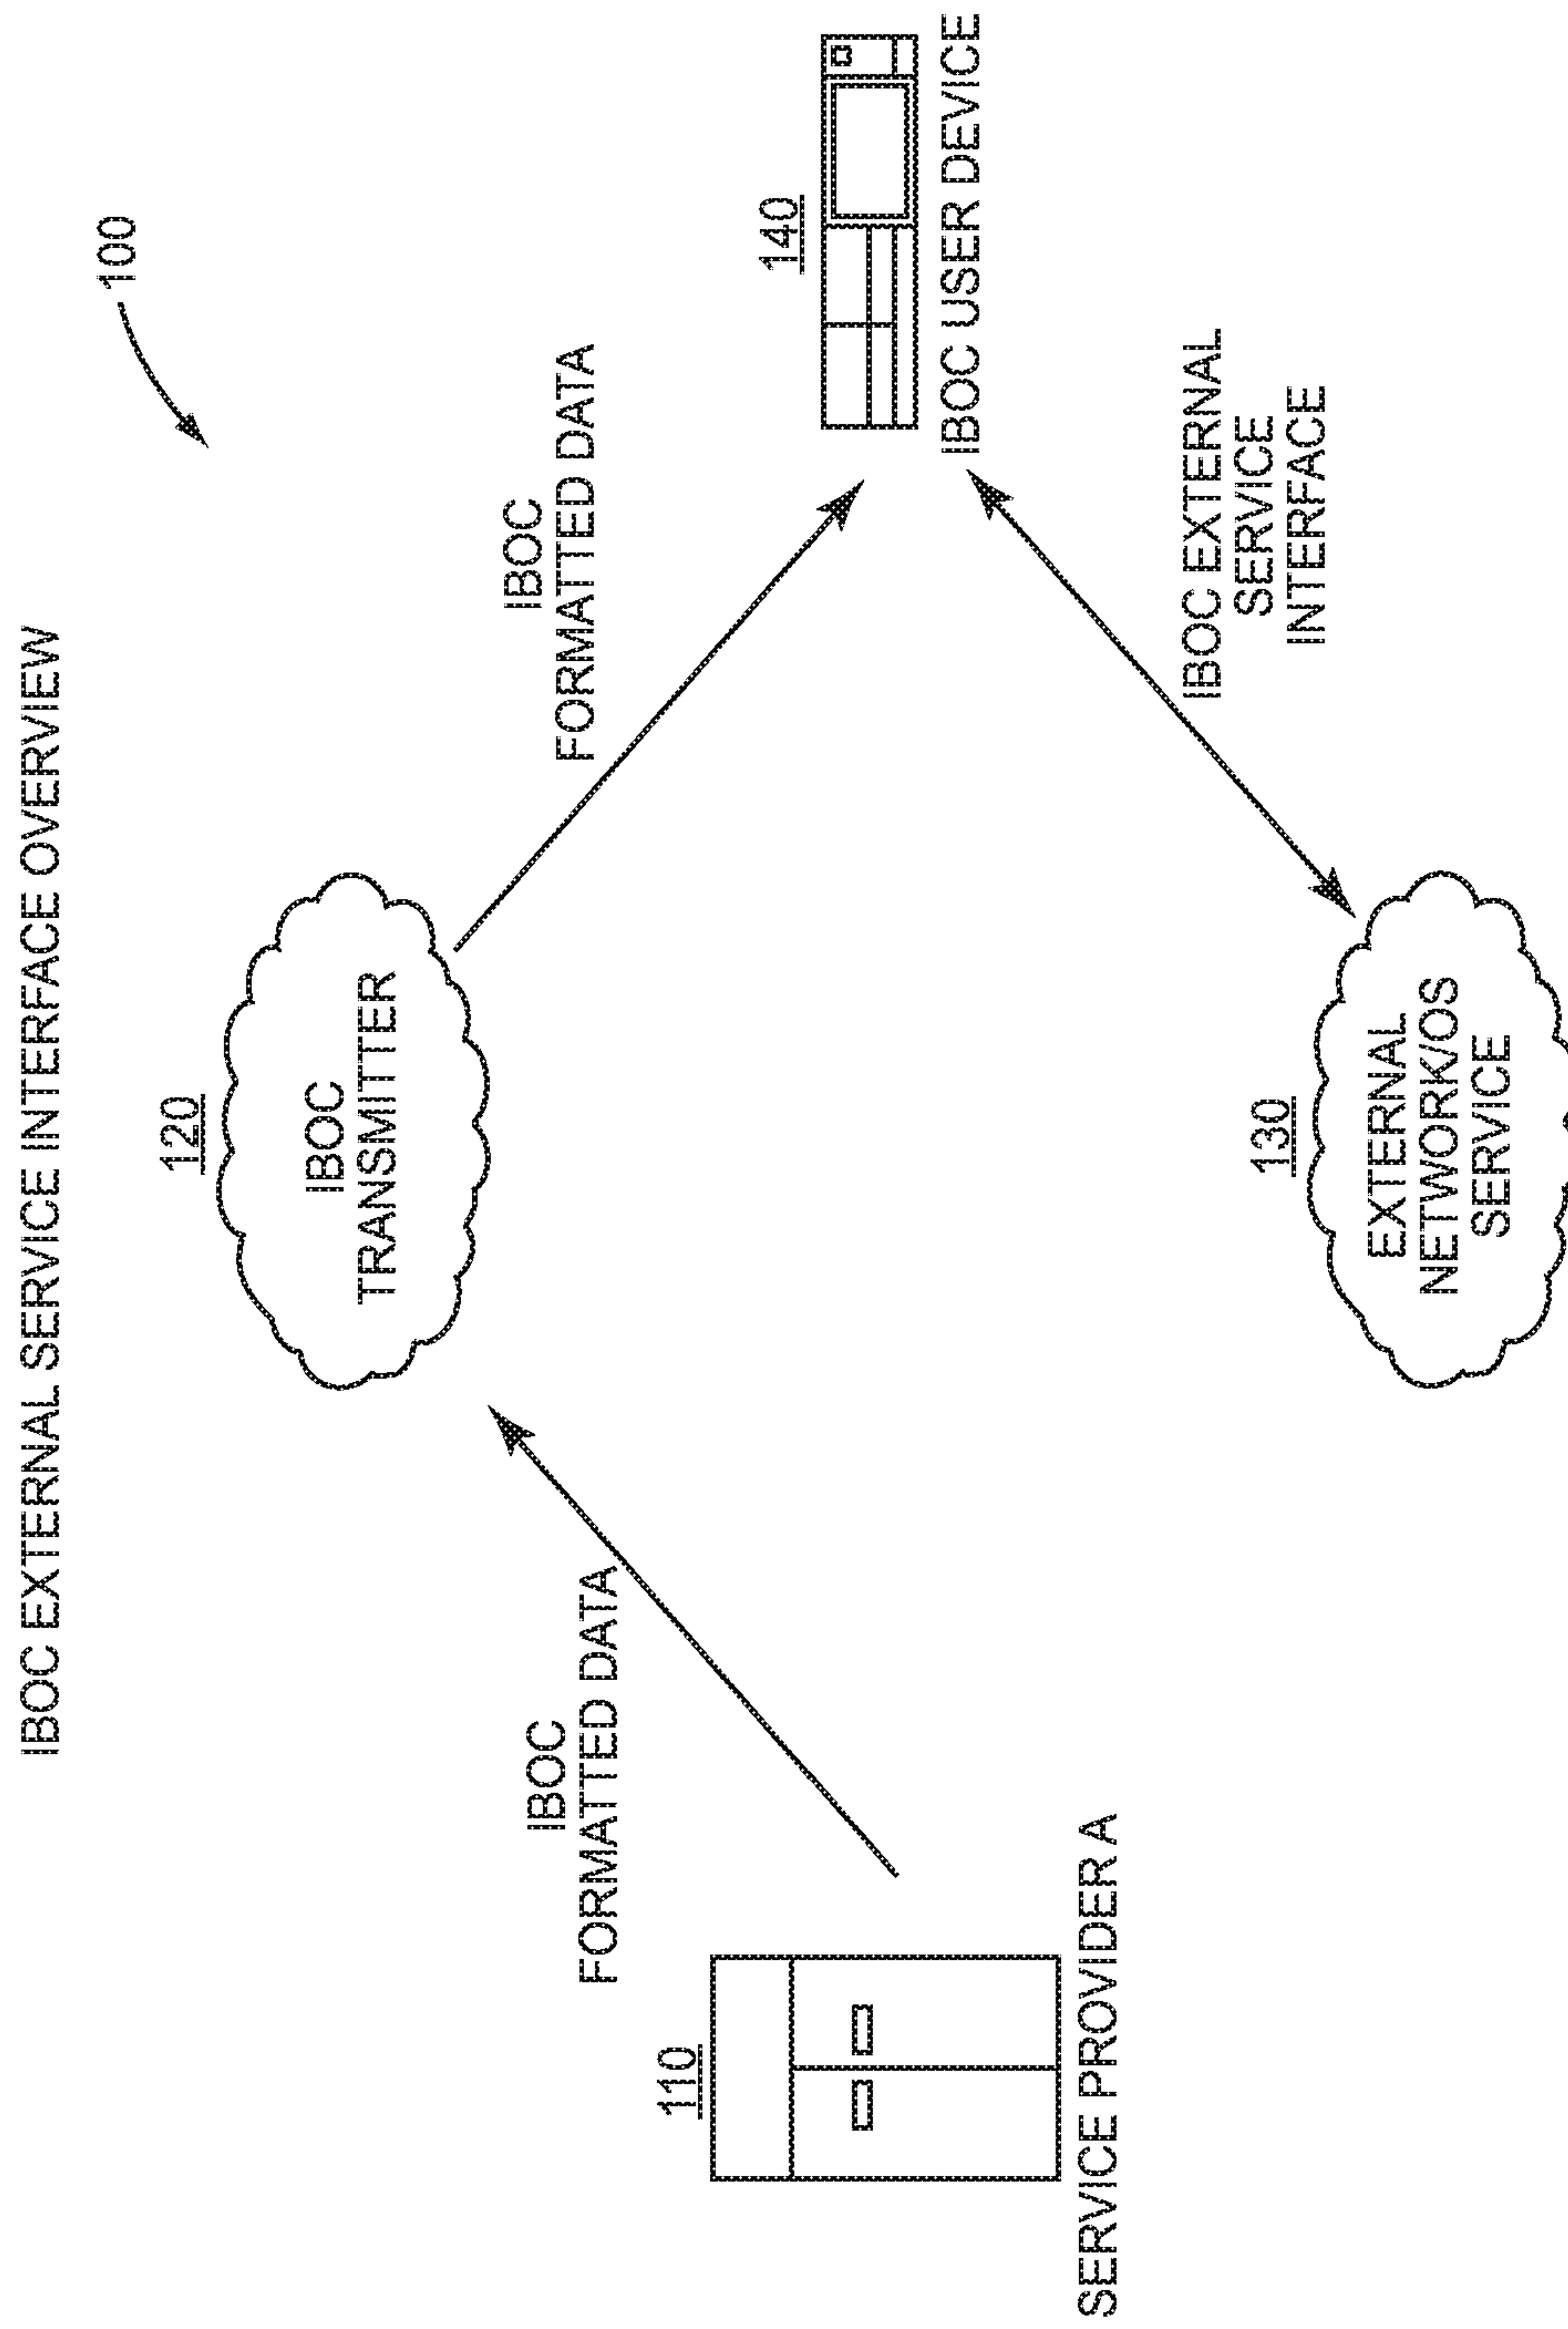 IBOC EXTERNAL SERVICE INTERFACE OVERVIEW
100
120
IBOC
TRANSMITTER
IBOC
FORMATTED DATA
IBOC
FORMATTED DATA
110
SERVICE PROVIDER A
140
IBOC USER DEVICE
IBOC EXTERNAL
SERVICE
INTERFACE
130
EXTERNAL
NETWORK/OS
SERVICE